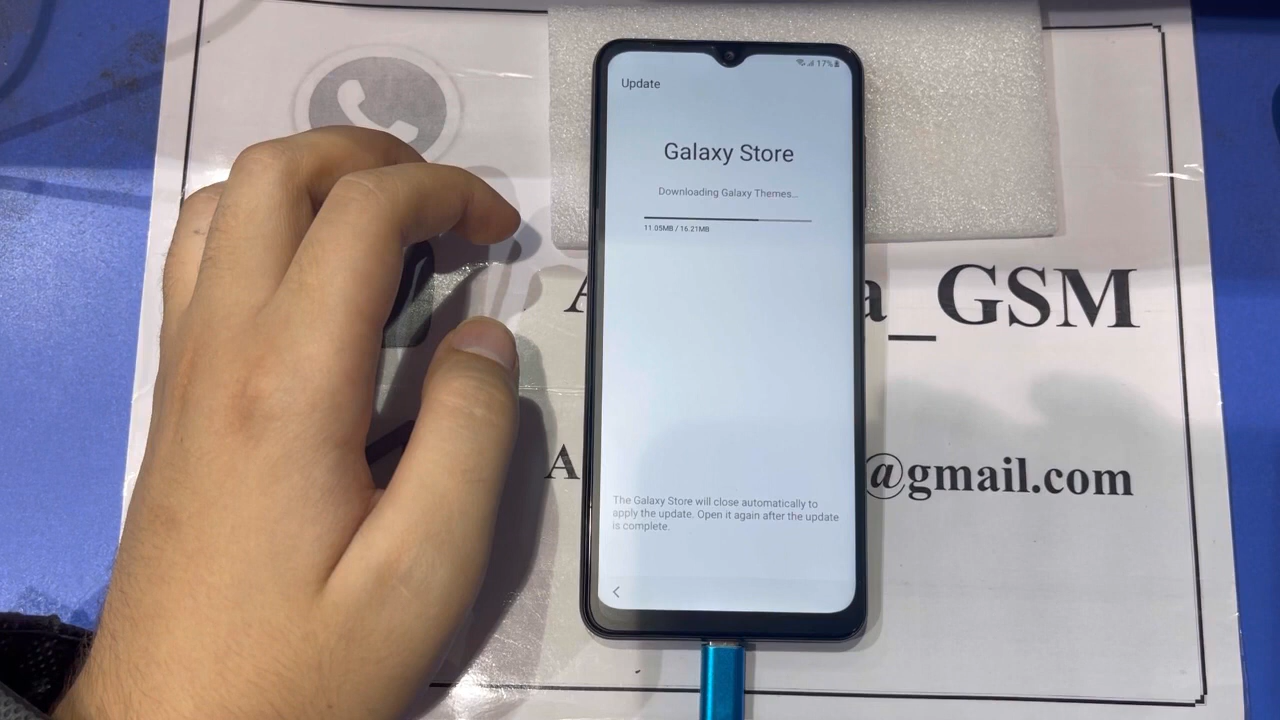 17%
Update
Galaxy Store
Downloading Galaxy Themes...
11.05MB / 16.21MB
A a_GSM
A @gmail.com
The Galaxy Store will close automatically to
apply the update. Open it again after the update
is complete.